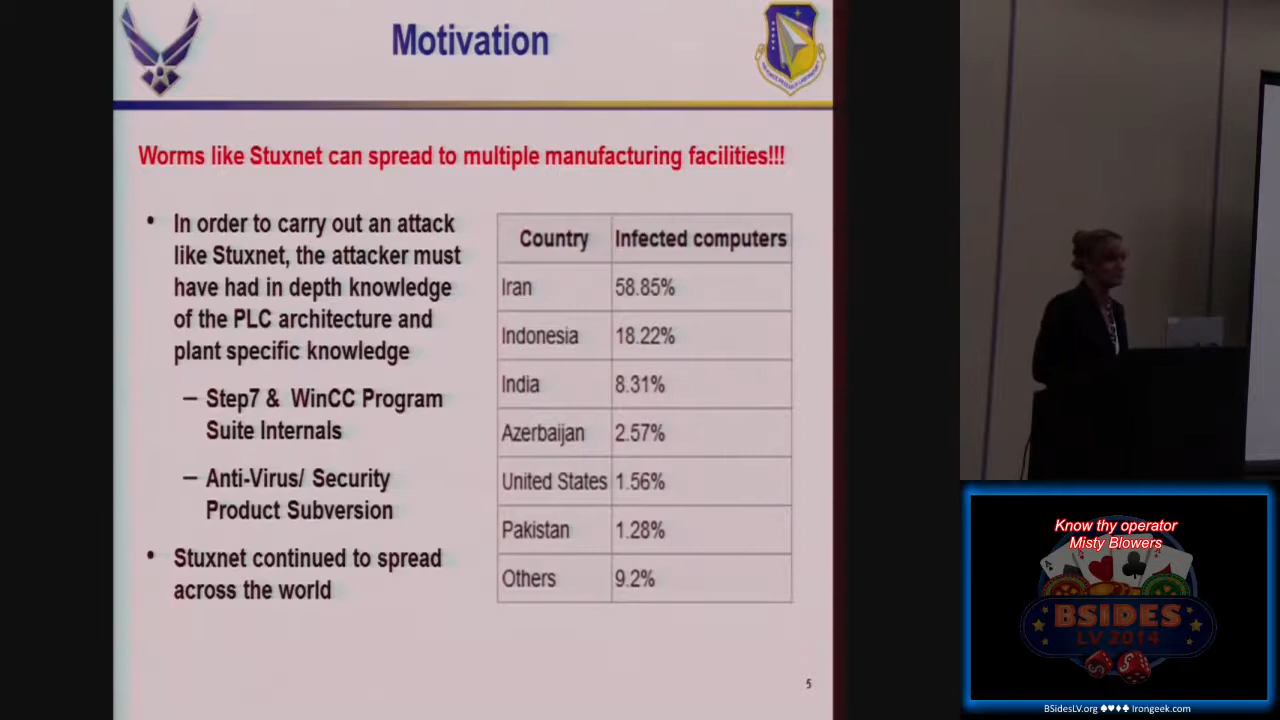 Motivation
Worms like Stuxnet can spread to multiple manufacturing facilities!!!
• In order to carry out an attack
like Stuxnet, the attacker must
have had in depth knowledge
of the PLC architecture and
plant specific knowledge
– Step7 & WinCC Program
Suite Internals
– Anti-Virus/ Security
Product Subversion
• Stuxnet continued to spread
across the world
Country Infected computers
Iran 58.85%
Indonesia 18.22%
India 8.31%
Azerbaijan 2.57%
United States 1.56%
Pakistan 1.28%
Others 9.2%
5
Know thy operator
Misty Blowers
BSIDES
LV 2014
BSidesLV.org ♠♥♦♣ Irongeek.com